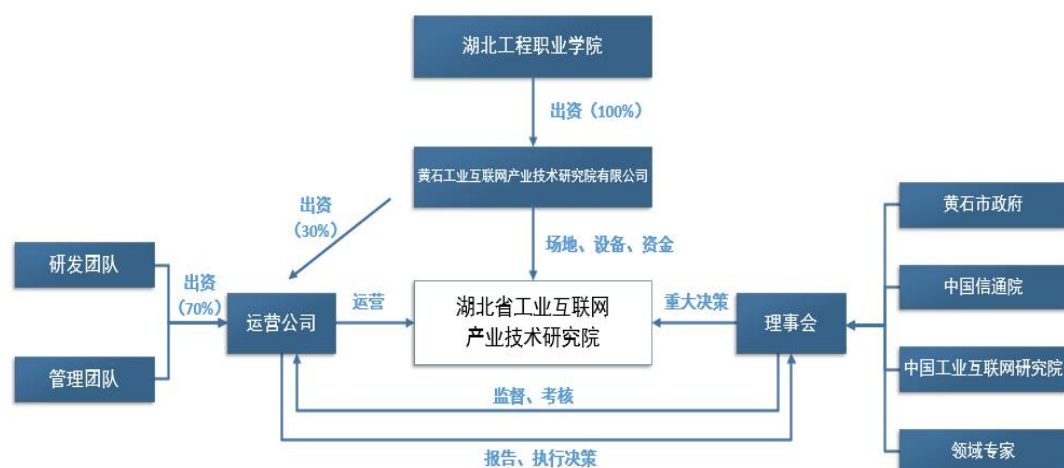 湖北工程职业学院
出资（100%）
黄石工业互联网产业技术研究院有限公司
出资
（30%）
场地、设备、资金
黄石市政府
研发团队
出资
（70%）
中国信通院
运营公司
运营
湖北省工业互联网
产业技术研究院
重大决策
理事会
管理团队
中国工业互联网研究院
监督、考核
领域专家
报告、执行决策